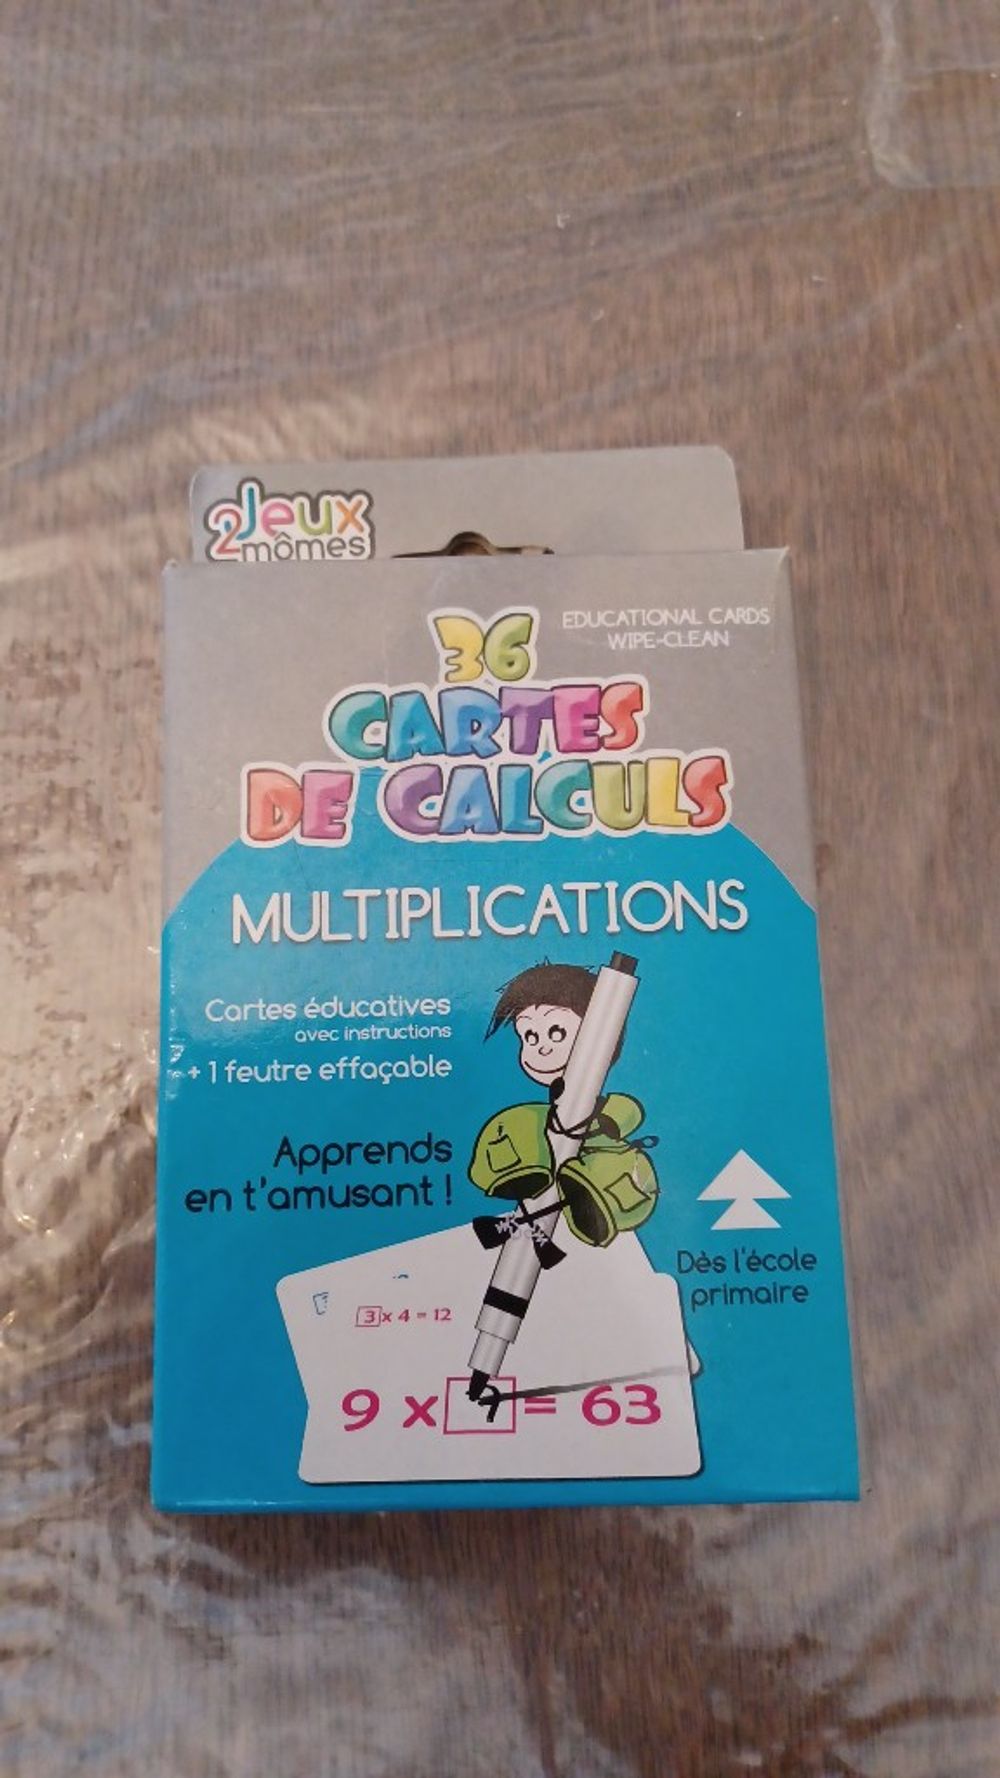 Jeux
2mômes
EDUCATIONAL CARDS
WIPE-CLEAN
36
CARTES
DE CALCULS
MULTIPLICATIONS
Cartes éducatives
avec instructions
+ 1 feutre effaçable
Apprends
en t'amusant !
Dès l'école
primaire
3 x 4 = 12
9 x 7 = 63